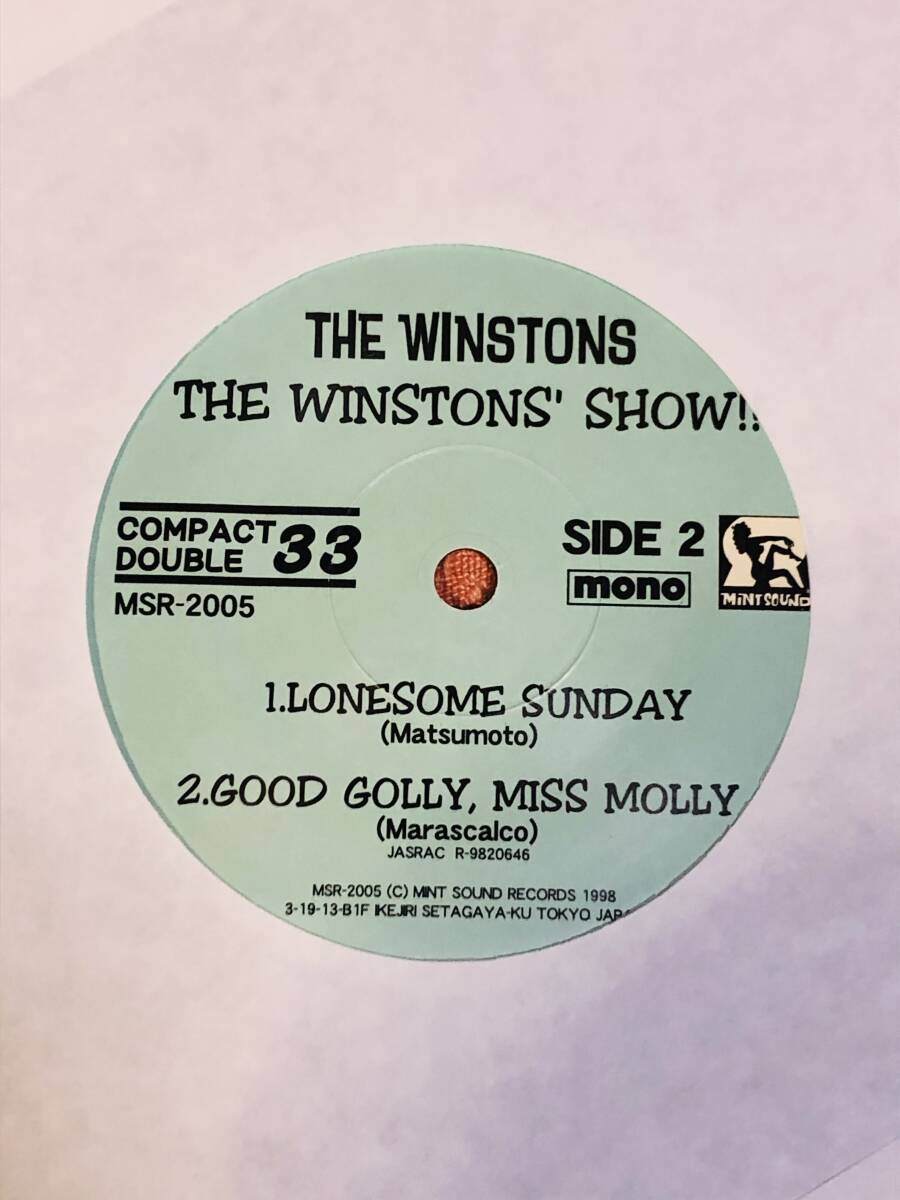 THE WINSTONS
THE WINSTONS' SHOW!!
COMPACT
DOUBLE 33
MSR-2005
SIDE 2
mono
MINT SOUND
1.LONESOME SUNDAY
(Matsumoto)
2.GOOD GOLLY, MISS MOLLY
(Marascalco)
JASRAC R-9820646
MSR-2005 (C) MINT SOUND RECORDS 1998
3-19-13-B1F IKEJIRI SETAGAYA-KU TOKYO JAPA